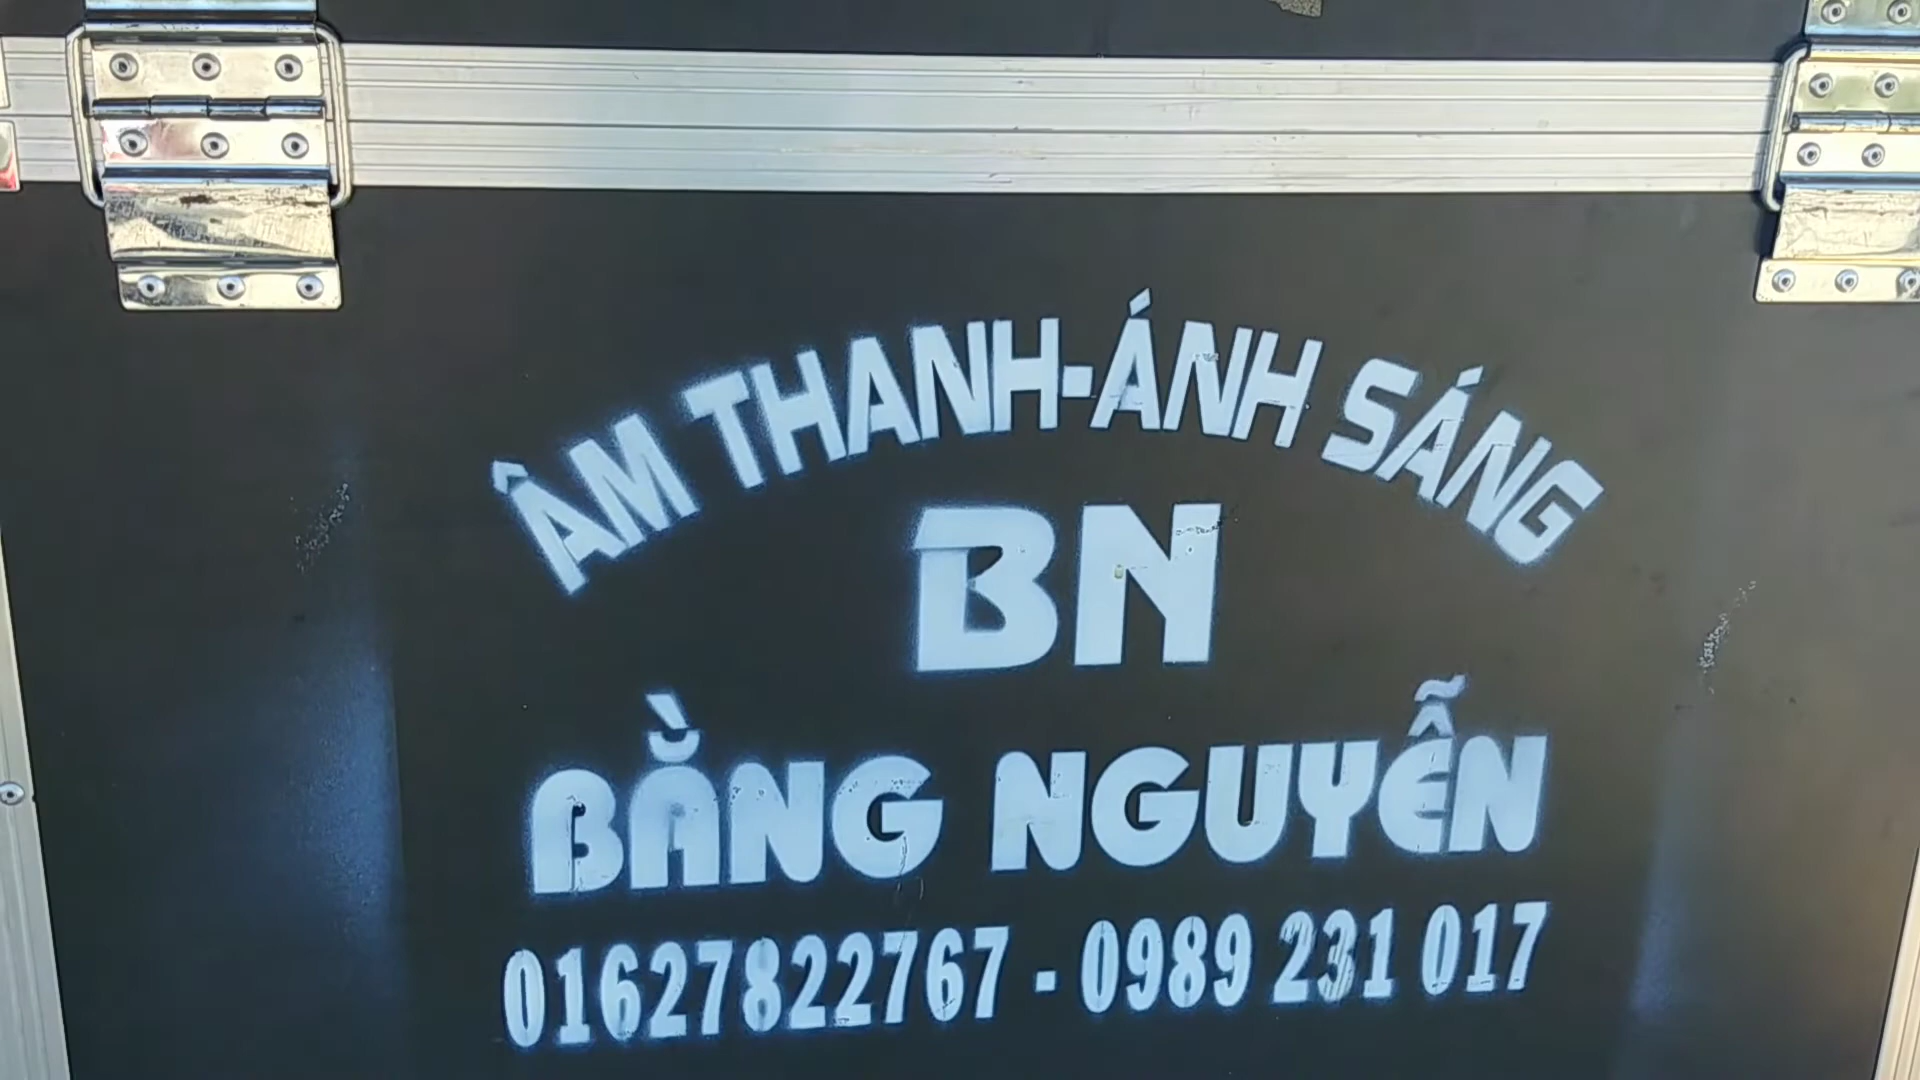 ÂM THANH-ÁNH SÁNG
BN
BẰNG NGUYỄN
01627822767 - 0989 231 017